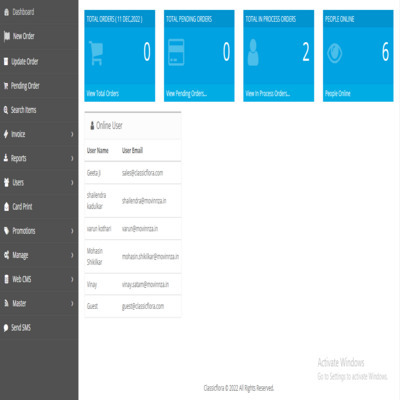 Dashboard
New Order
Update Order
Pending Order
Search Items
Invoice
Reports
Users
Card Print
Promotions
Manage
Web CMS
Master
Send SMS
TOTAL ORDERS ( 11 DEC,2022 )
0
View Total Orders
TOTAL PENDING ORDERS
0
View Pending Orders...
TOTAL IN PROCESS ORDERS
2
View In Process Orders...
PEOPLE ONLINE
6
People Online
Online User
User Name User Email
Geeta Ji sales@classicflora.com
shailendra
kadulkar shailendra@movinnza.in
varun kothari varun@movinnza.in
Mohasin
Shikilkar mohasin.shikilkar@movinnza.in
Vinay vinay.satam@movinnza.in
Guest guest@classicflora.com
Activate Windows
Go to Settings to activate Windows.
Classicflora © 2022 All Rights Reserved.